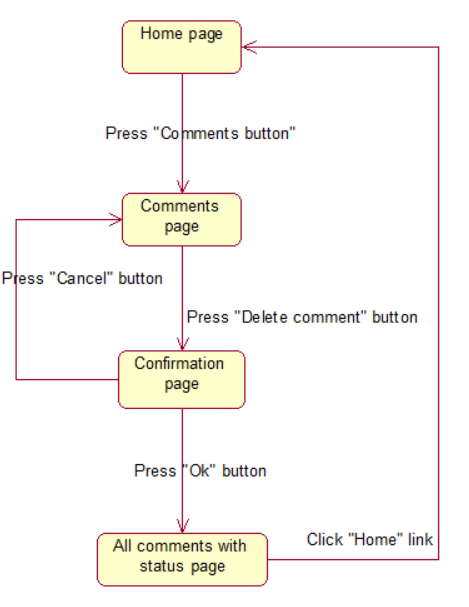 Home page
Press "Comments button"
Comments
page
Press "Cancel" button
Press "Delete comment" button
Confirmation
page
Press "Ok" button
Click "Home" link
All comments with
status page